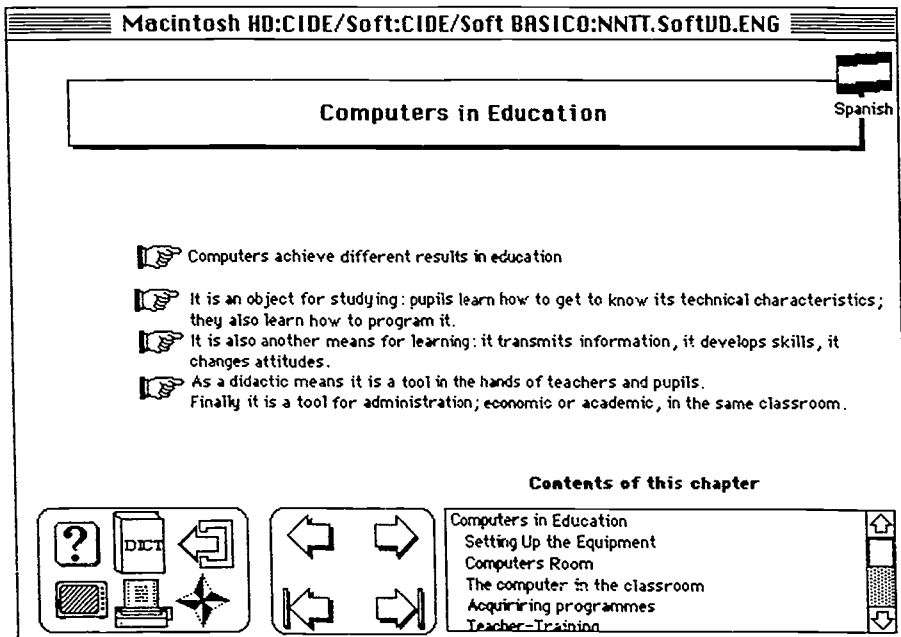 Macintosh HD:CIDE/Soft:CIDE/Soft BASICO:NNTT.SoftUD.ENG
Spanish
Computers in Education
Computers achieve different results in education
It is an object for studying: pupils learn how to get to know its technical characteristics;
they also learn how to program it.
It is also another means for learning: it transmits information, it develops skills, it
changes attitudes.
As a didactic means it is a tool in the hands of teachers and pupils.
Finally it is a tool for administration; economic or academic, in the same classroom.
Contents of this chapter
?
DICT
Computers in Education
Setting Up the Equipment
Computers Room
The computer in the classroom
Acquiriring programmes
Teacher-Training